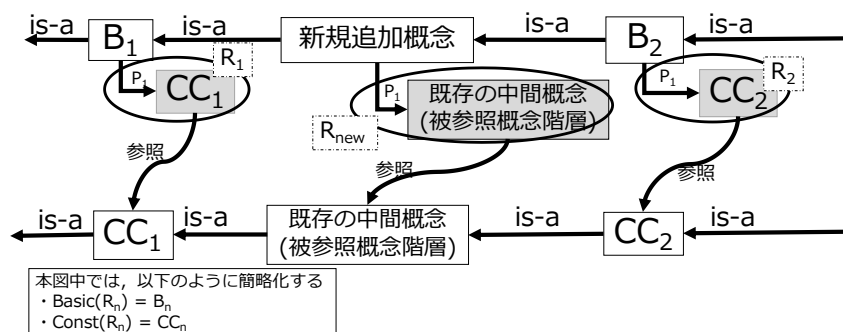 is-a
B1
is-a
新規追加概念
is-a
B2
is-a
R1
P1
CC1
P1
既存の中間概念
(被参照概念階層)
Rnew
P1
CC2
R2
参照
参照
参照
is-a
CC1
is-a
既存の中間概念
(被参照概念階層)
is-a
CC2
is-a
本図中では，以下のように簡略化する
・Basic(Rn) = Bn
・Const(Rn) = CCn